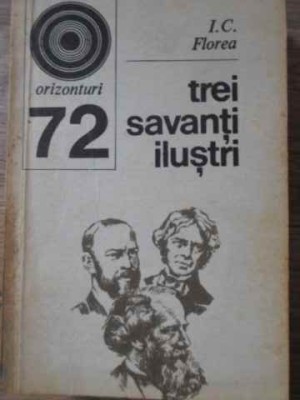 I.C.
Florea
orizonturi
72
trei
savanți
iluștri